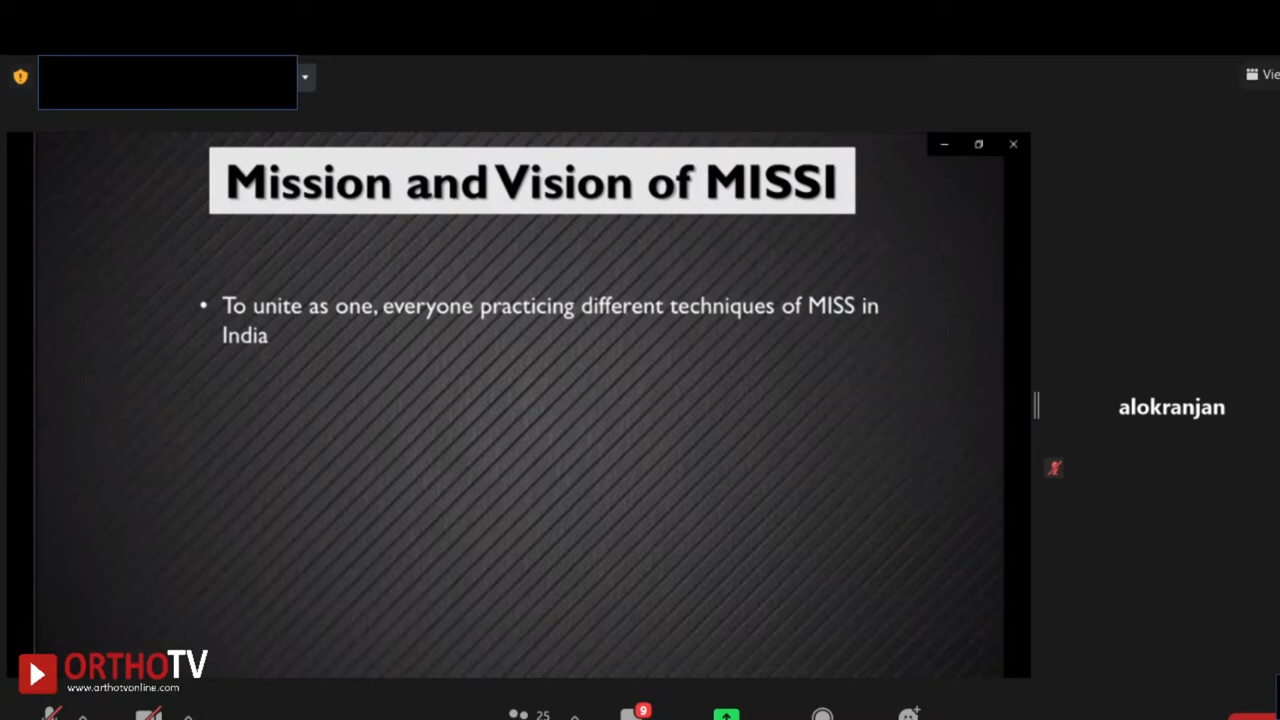 Vie
Mission and Vision of MISSI
• To unite as one, everyone practicing different techniques of MISS in
India
alokranjan
ORTHOTV
www.orthotvonline.com
25
9